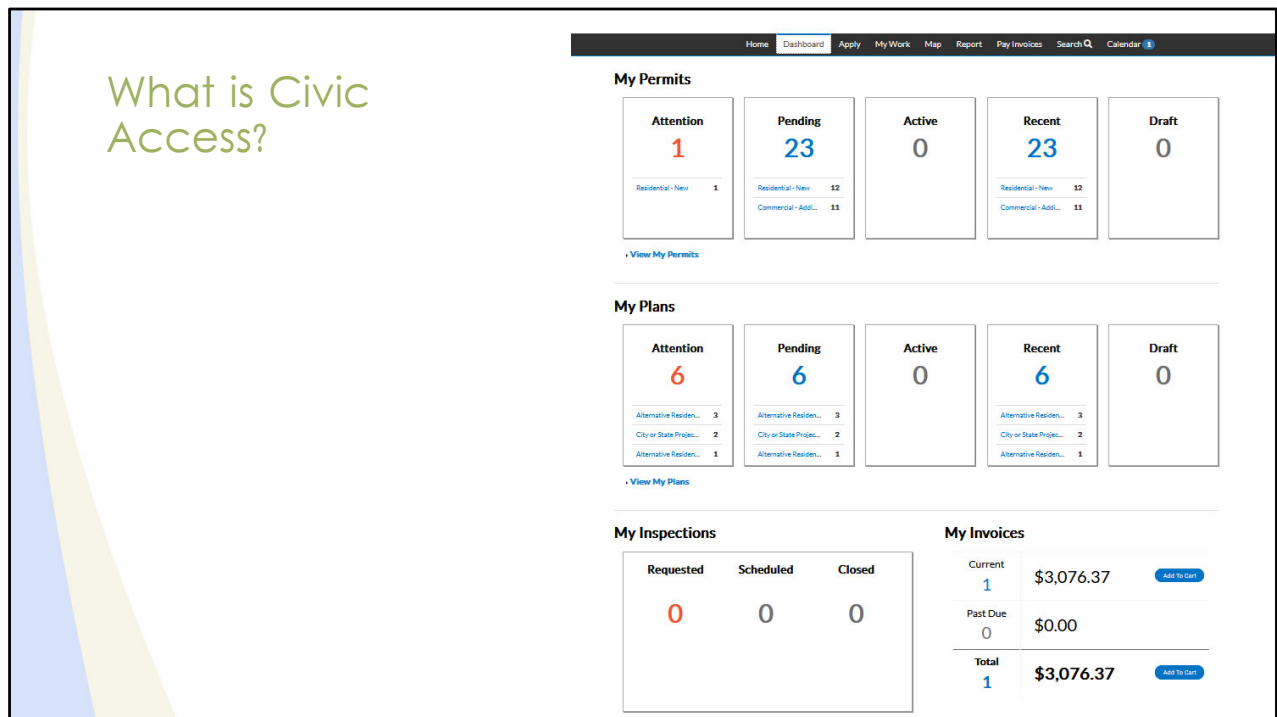 What is Civic
Access?
Home Dashboard Apply My Work Map Report Pay Invoices Search Calendar 1
My Permits
Attention Pending Active Recent Draft
1 23 0 23 0
Residential - New 1 Residential - New 12 Residential - New 12
Commercial - Addi... 11 Commercial - Addi... 11
View My Permits
My Plans
Attention Pending Active Recent Draft
6 6 0 6 0
Alternative Residen... 3 Alternative Residen... 3 Alternative Residen... 3
City or State Projec... 2 City or State Projec... 2 City or State Projec... 2
Alternative Residen... 1 Alternative Residen... 1 Alternative Residen... 1
View My Plans
My Inspections
Requested Scheduled Closed
0 0 0
My Invoices
Current
1 $3,076.37 Add To Cart
Past Due
0 $0.00
Total
1 $3,076.37 Add To Cart